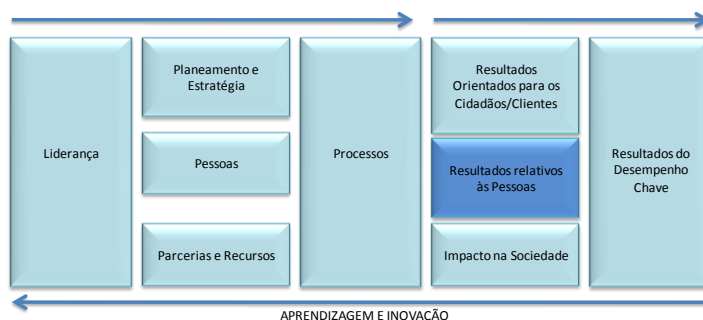 Liderança
Planeamento e
Estratégia
Pessoas
Parcerias e Recursos
Processos
Resultados
Orientados para os
Cidadãos/Clientes
Resultados relativos
às Pessoas
Impacto na Sociedade
Resultados do
Desempenho
Chave
APRENDIZAGEM E INOVAÇÃO